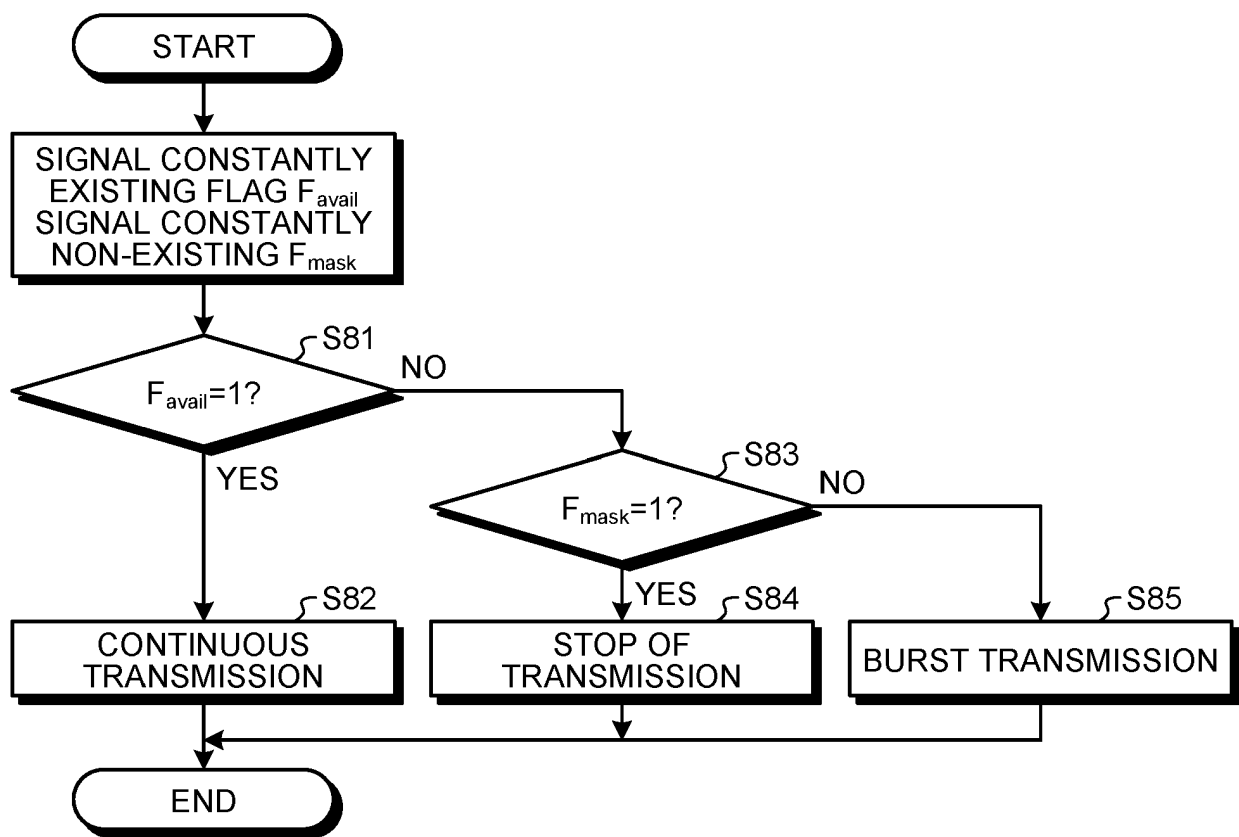 START
SIGNAL CONSTANTLY
EXISTING FLAG Favail
SIGNAL CONSTANTLY
NON-EXISTING Fmask
S81
Favail=1?
NO
YES
S83
Fmask=1?
NO
YES
S82
CONTINUOUS
TRANSMISSION
S84
STOP OF
TRANSMISSION
S85
BURST TRANSMISSION
END